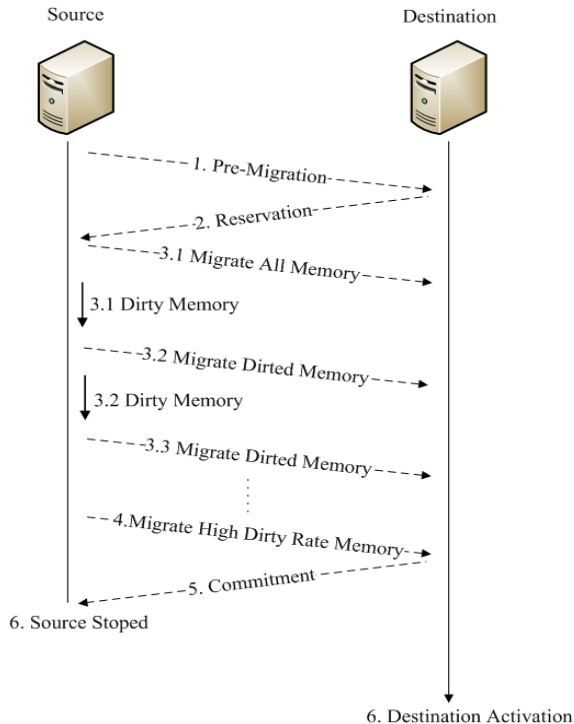 Source
Destination
1. Pre-Migration
2. Reservation
3.1 Migrate All Memory
3.1 Dirty Memory
3.2 Migrate Dirted Memory
3.2 Dirty Memory
3.3 Migrate Dirted Memory
4.Migrate High Dirty Rate Memory
5. Commitment
6. Source Stoped
6. Destination Activation